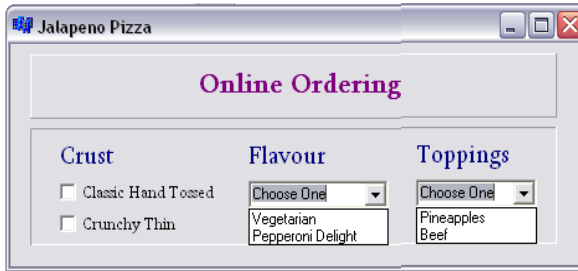 Jalapeno Pizza
Online Ordering
Crust
Flavour
Toppings
Classic Hand Tossed
Choose One
Choose One
Crunchy Thin
Vegetarian
Pepperoni Delight
Pineapples
Beef